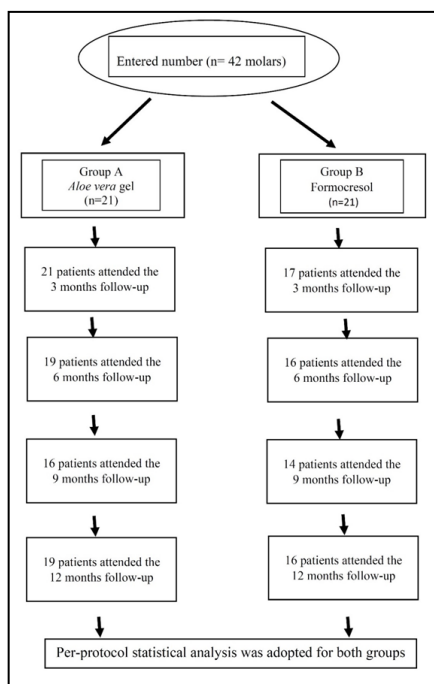 Entered number (n= 42 molars)
Group A
Aloe vera gel
(n=21)
Group B
Formocresol
(n=21)
21 patients attended the
3 months follow-up
17 patients attended the
3 months follow-up
19 patients attended the
6 months follow-up
16 patients attended the
6 months follow-up
16 patients attended the
9 months follow-up
14 patients attended the
9 months follow-up
19 patients attended the
12 months follow-up
16 patients attended the
12 months follow-up
Per-protocol statistical analysis was adopted for both groups